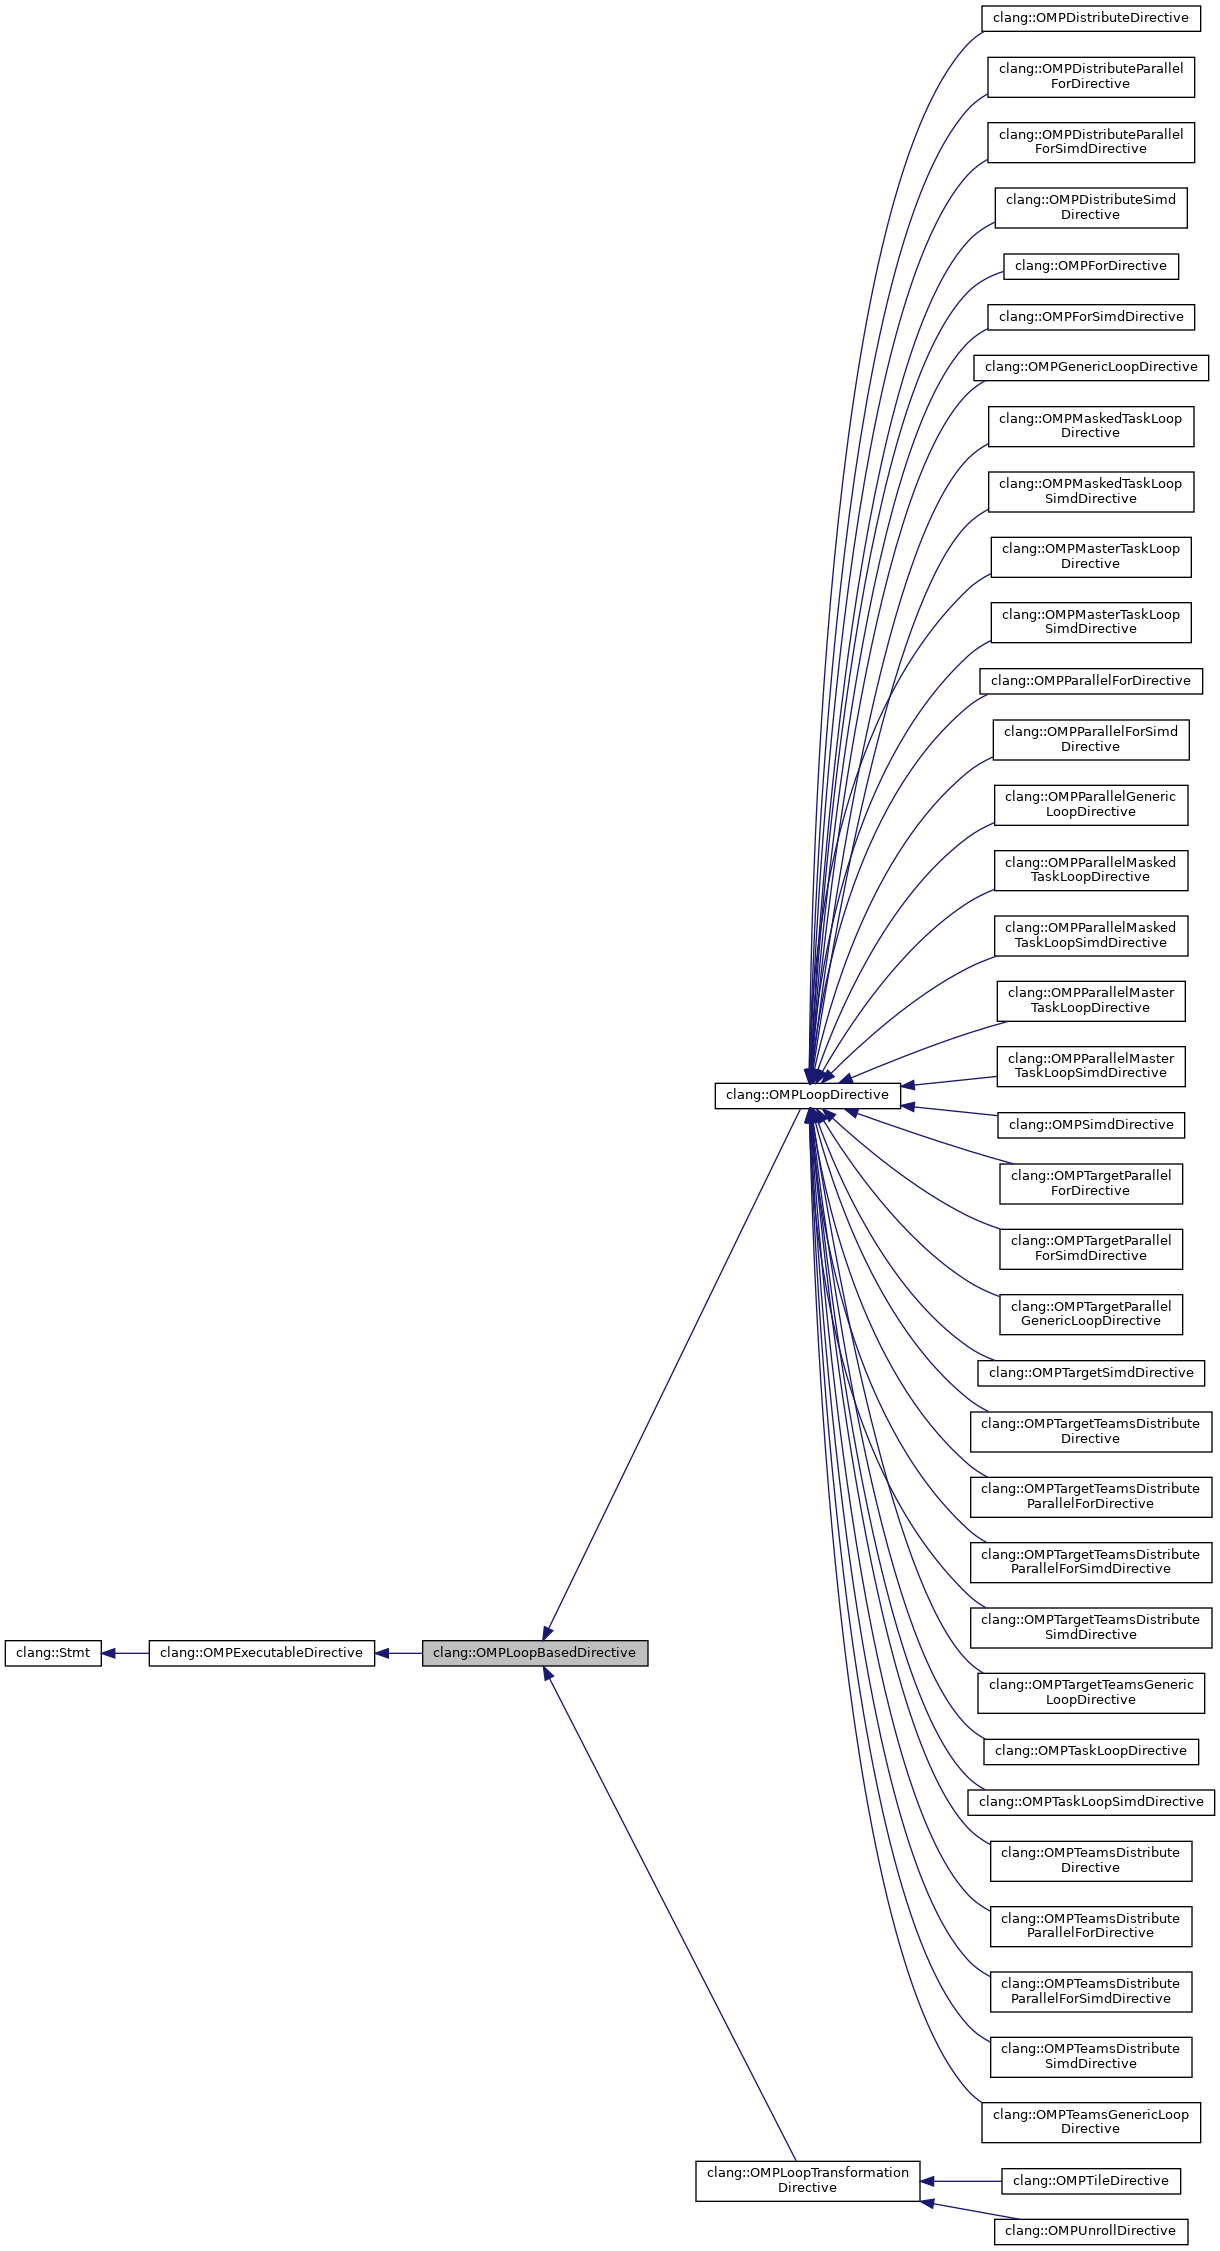 clang::OMPDistributeDirective
clang::OMPDistributeParallel
ForDirective
clang::OMPDistributeParallel
ForSimdDirective
clang::OMPDistributeSimd
Directive
clang::OMPForDirective
clang::OMPForSimdDirective
clang::OMPGenericLoopDirective
clang::OMPMaskedTaskLoop
Directive
clang::OMPMaskedTaskLoop
SimdDirective
clang::OMPMasterTaskLoop
Directive
clang::OMPMasterTaskLoop
SimdDirective
clang::OMPParallelForDirective
clang::OMPParallelForSimd
Directive
clang::OMPParallelGeneric
LoopDirective
clang::OMPParallelMasked
TaskLoopDirective
clang::OMPParallelMasked
TaskLoopSimdDirective
clang::OMPParallelMaster
TaskLoopDirective
clang::OMPParallelMaster
TaskLoopSimdDirective
clang::OMPLoopDirective
clang::OMPSimdDirective
clang::OMPTargetParallel
ForDirective
clang::OMPTargetParallel
ForSimdDirective
clang::OMPTargetParallel
GenericLoopDirective
clang::OMPTargetSimdDirective
clang::OMPTargetTeamsDistribute
Directive
clang::OMPTargetTeamsDistribute
ParallelForDirective
clang::OMPTargetTeamsDistribute
ParallelForSimdDirective
clang::OMPTargetTeamsDistribute
SimdDirective
clang::Stmt
clang::OMPExecutableDirective
clang::OMPLoopBasedDirective
clang::OMPTargetTeamsGeneric
LoopDirective
clang::OMPTaskLoopDirective
clang::OMPTaskLoopSimdDirective
clang::OMPTeamsDistribute
Directive
clang::OMPTeamsDistribute
ParallelForDirective
clang::OMPTeamsDistribute
ParallelForSimdDirective
clang::OMPTeamsDistribute
SimdDirective
clang::OMPTeamsGenericLoop
Directive
clang::OMPLoopTransformation
Directive
clang::OMPTileDirective
clang::OMPUnrollDirective